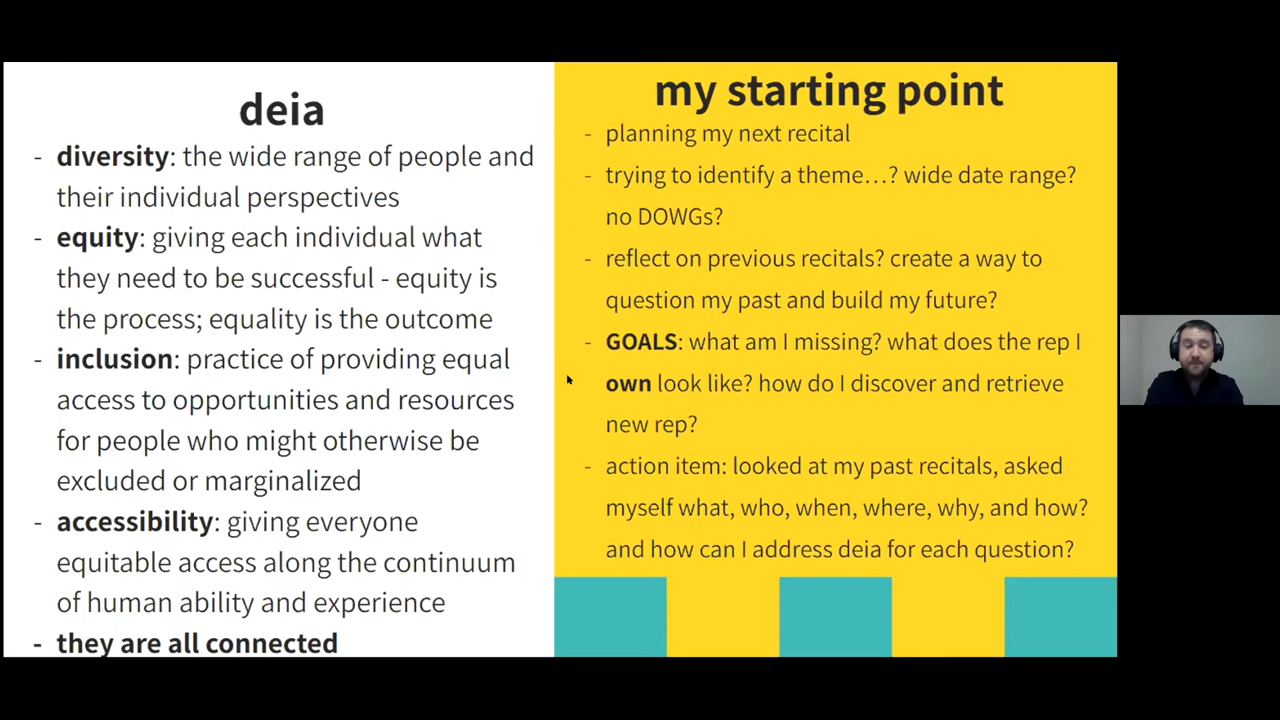 deia
- diversity: the wide range of people and
their individual perspectives
- equity: giving each individual what
they need to be successful - equity is
the process; equality is the outcome
- inclusion: practice of providing equal
access to opportunities and resources
for people who might otherwise be
excluded or marginalized
- accessibility: giving everyone
equitable access along the continuum
of human ability and experience
- they are all connected
my starting point
- planning my next recital
- trying to identify a theme…? wide date range?
no DOWGs?
- reflect on previous recitals? create a way to
question my past and build my future?
- GOALS: what am I missing? what does the rep I
own look like? how do I discover and retrieve
new rep?
- action item: looked at my past recitals, asked
myself what, who, when, where, why, and how?
and how can I address deia for each question?